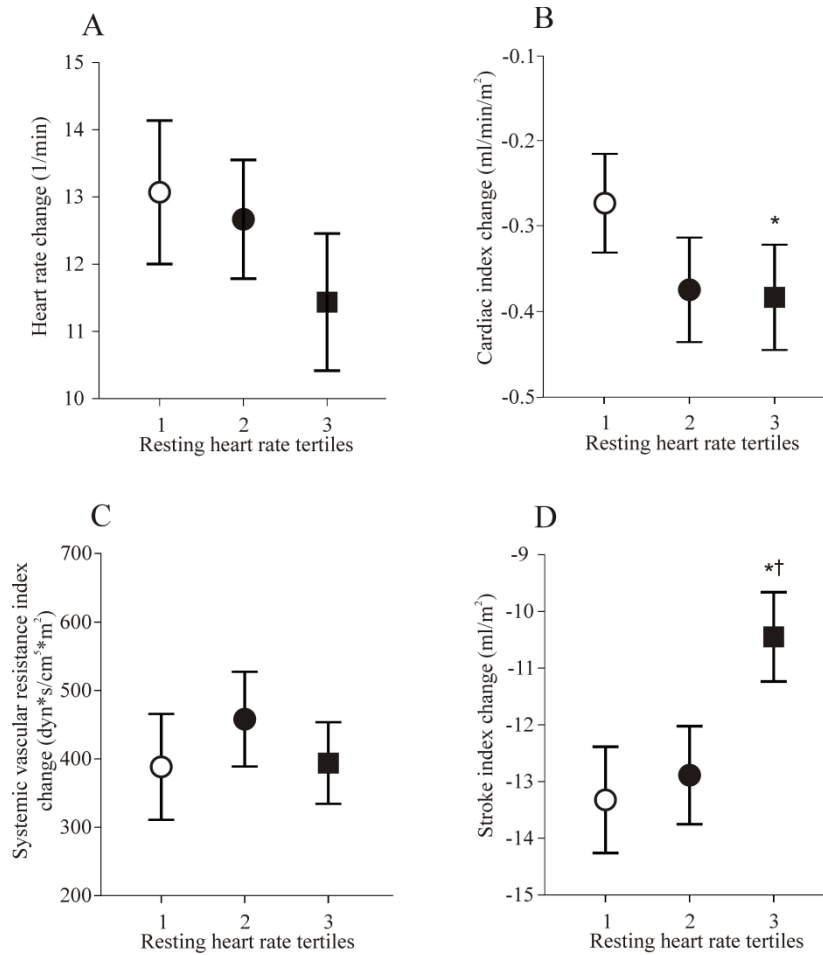 A
Heart rate change (1/min)
15
14
13
12
11
10
1 2 3
Resting heart rate tertiles
B
Cardiac index change (ml/min/m²)
-0.1
-0.2
-0.3
-0.4
-0.5
*
1 2 3
Resting heart rate tertiles
C
Systemic vascular resistance index
change (dyn*s/cm⁵*m²)
700
600
500
400
300
200
1 2 3
Resting heart rate tertiles
D
Stroke index change (ml/m²)
-9
-10
-11
-12
-13
-14
-15
*†
1 2 3
Resting heart rate tertiles